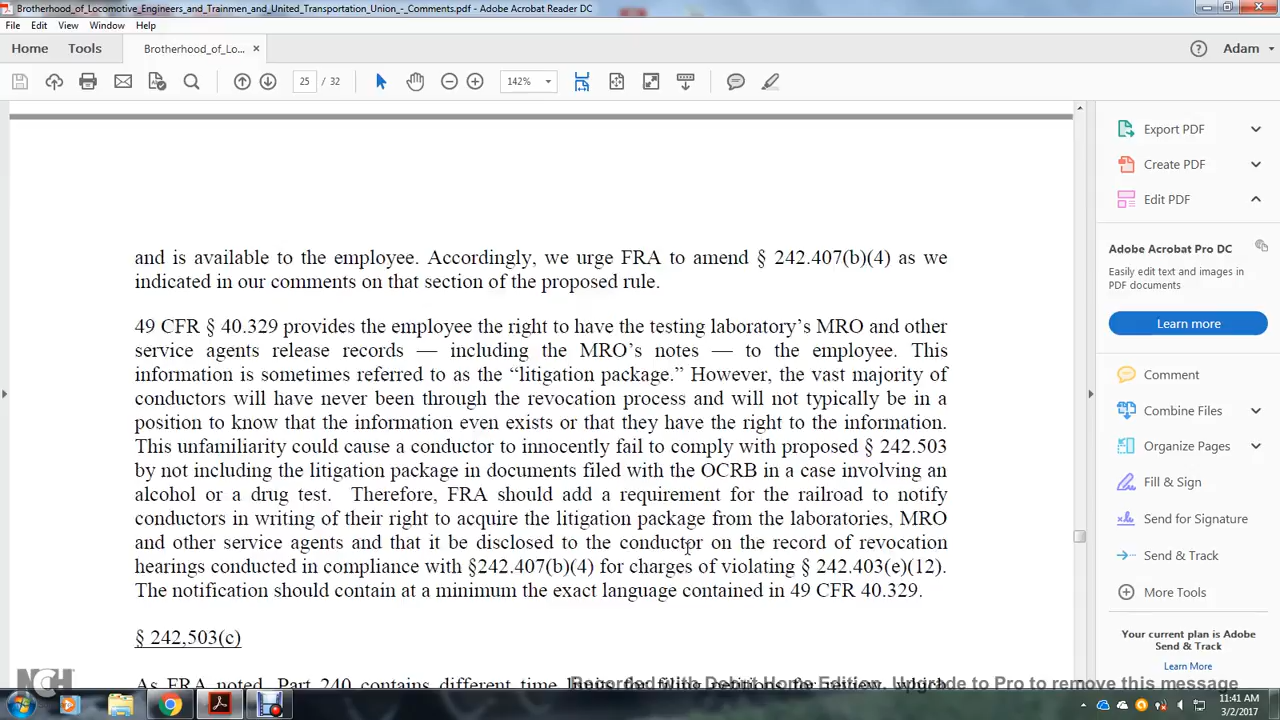 Brotherhood_of_Locomotive_Engineers_and_Trainmen_and_United_Transportation_Union_-_Comments.pdf - Adobe Acrobat Reader DC
File Edit View Window Help
Home Tools Brotherhood_of_Lo... × Adam
25 / 32 142%
and is available to the employee. Accordingly, we urge FRA to amend § 242.407(b)(4) as we
indicated in our comments on that section of the proposed rule.
49 CFR § 40.329 provides the employee the right to have the testing laboratory’s MRO and other
service agents release records — including the MRO’s notes — to the employee. This
information is sometimes referred to as the “litigation package.” However, the vast majority of
conductors will have never been through the revocation process and will not typically be in a
position to know that the information even exists or that they have the right to the information.
This unfamiliarity could cause a conductor to innocently fail to comply with proposed § 242.503
by not including the litigation package in documents filed with the OCRB in a case involving an
alcohol or a drug test. Therefore, FRA should add a requirement for the railroad to notify
conductors in writing of their right to acquire the litigation package from the laboratories, MRO
and other service agents and that it be disclosed to the conductor on the record of revocation
hearings conducted in compliance with §242.407(b)(4) for charges of violating § 242.403(e)(12).
The notification should contain at a minimum the exact language contained in 49 CFR 40.329.
§ 242,503(c)
As FRA noted, Part 240 contains different time limits for filing petitions for review, which
Export PDF
Create PDF
Edit PDF
Adobe Acrobat Pro DC
Easily edit text and images in
PDF documents
Learn more
Comment
Combine Files
Organize Pages
Fill & Sign
Send for Signature
Send & Track
More Tools
Your current plan is Adobe
Send & Track
Learn More
NCH
Recorded With Debut Home Edition. Upgrade to Pro to remove this message
11:41 AM
3/2/2017